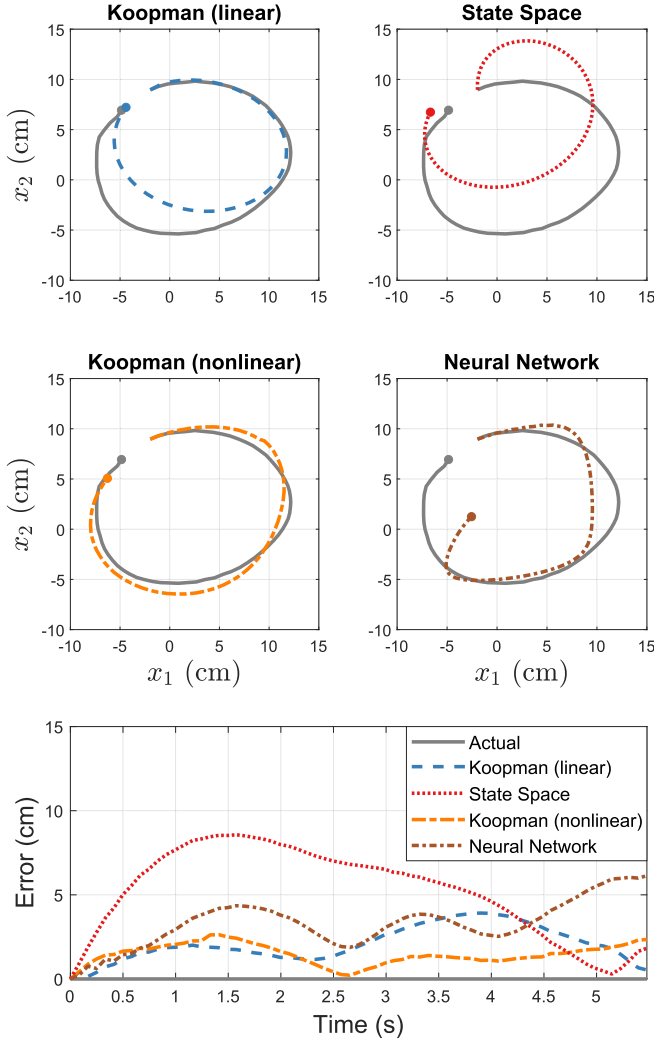 Koopman (linear)
State Space
15
10
5
0
-5
-10
x2 (cm)
-10 -5 0 5 10 15
15
10
5
0
-5
-10
-10 -5 0 5 10 15
Koopman (nonlinear)
Neural Network
15
10
5
0
-5
-10
x2 (cm)
-10 -5 0 5 10 15
x1 (cm)
15
10
5
0
-5
-10
-10 -5 0 5 10 15
x1 (cm)
15
10
5
0
Error (cm)
Actual
Koopman (linear)
State Space
Koopman (nonlinear)
Neural Network
0 0.5 1 1.5 2 2.5 3 3.5 4 4.5 5
Time (s)